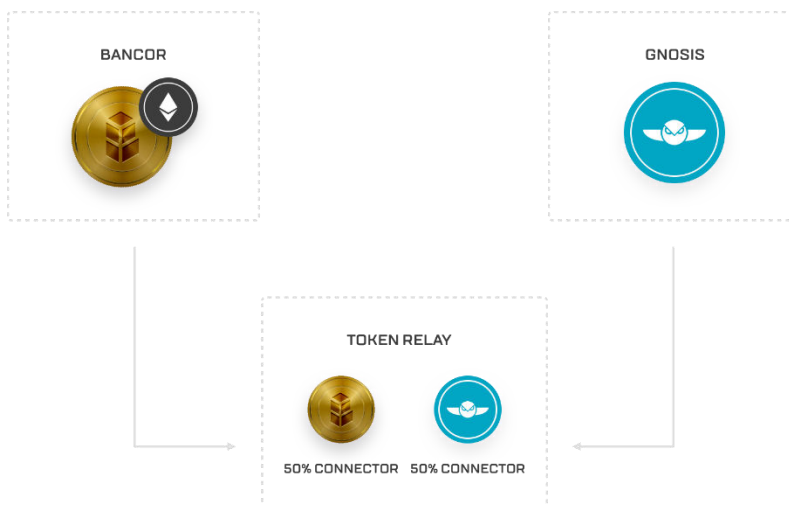 BANCOR
GNOSIS
TOKEN RELAY
50% CONNECTOR 50% CONNECTOR